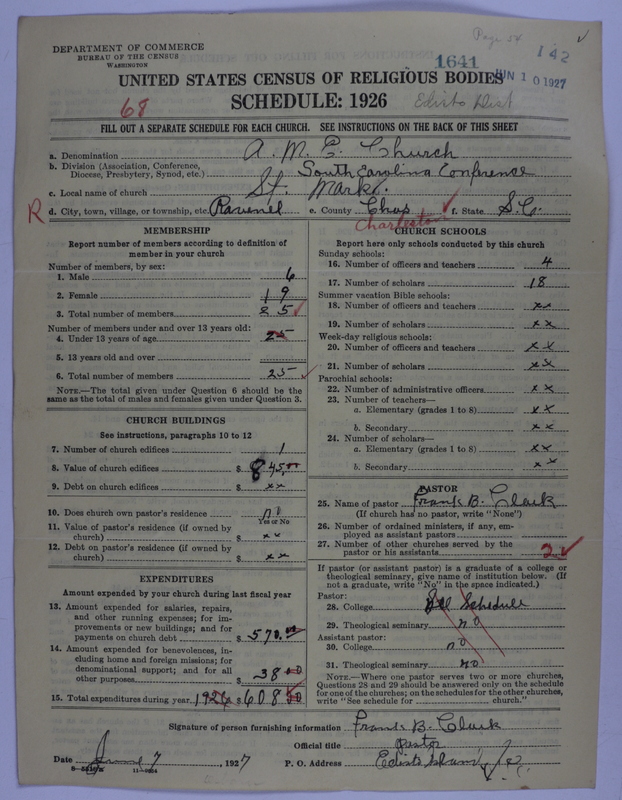 Page 54
DEPARTMENT OF COMMERCE
BUREAU OF THE CENSUS
WASHINGTON
1641
142
JUN 10 1927
UNITED STATES CENSUS OF RELIGIOUS BODIES
68
SCHEDULE: 1926
Edisto Dist
FILL OUT A SEPARATE SCHEDULE FOR EACH CHURCH. SEE INSTRUCTIONS ON THE BACK OF THIS SHEET
a. Denomination A. M. E. Church
b. Division (Association, Conference, Diocese, Presbytery, Synod, etc.) South Carolina Conference
c. Local name of church St. Mark.
R d. City, town, village, or township, etc. Ravenel e. County Chas f. State S.C.
Charleston
MEMBERSHIP
Report number of members according to definition of
member in your church
Number of members, by sex:
1. Male 6
2. Female 19
3. Total number of members 25
Number of members under and over 13 years old:
4. Under 13 years of age 25
5. 13 years old and over
6. Total number of members 25
NOTE.—The total given under Question 6 should be the
same as the total of males and females given under Question 3.
CHURCH BUILDINGS
See instructions, paragraphs 10 to 12
7. Number of church edifices 1
8. Value of church edifices $ 845.00
9. Debt on church edifices $ xx
10. Does church own pastor's residence no
Yes or No
11. Value of pastor's residence (if owned by
church) $ xx
12. Debt on pastor's residence (if owned by
church) $ xx
EXPENDITURES
Amount expended by your church during last fiscal year
13. Amount expended for salaries, repairs,
and other running expenses; for im-
provements or new buildings; and for
payments on church debt $ 570.00
14. Amount expended for benevolences, in-
cluding home and foreign missions; for
denominational support; and for all
other purposes $ 38.00
15. Total expenditures during year 1926 $ 608.00
CHURCH SCHOOLS
Report here only schools conducted by this church
Sunday schools:
16. Number of officers and teachers 4
17. Number of scholars 18
Summer vacation Bible schools:
18. Number of officers and teachers xx
19. Number of scholars xx
Week-day religious schools:
20. Number of officers and teachers xx
21. Number of scholars xx
Parochial schools:
22. Number of administrative officers xx
23. Number of teachers—
a. Elementary (grades 1 to 8) xx
b. Secondary xx
24. Number of scholars—
a. Elementary (grades 1 to 8) xx
b. Secondary xx
PASTOR
25. Name of pastor Frank B. Clark
(If church has no pastor, write "None")
26. Number of ordained ministers, if any, em-
ployed as assistant pastors
27. Number of other churches served by the
pastor or his assistants 2
If pastor (or assistant pastor) is a graduate of a college or
theological seminary, give name of institution below. (If
not a graduate, write "No" in the space indicated.)
Pastor:
28. College Schedule
29. Theological seminary no
Assistant pastor:
30. College no
31. Theological seminary no
NOTE.—Where one pastor serves two or more churches,
Questions 28 and 29 should be answered only on the schedule
for one of the churches; on the schedules for the other churches,
write "See schedule for church."
Signature of person furnishing information Frank B. Clark
Official title pastor
Date June 7, 1927 P. O. Address Edisto Island, S.C.
11-9024